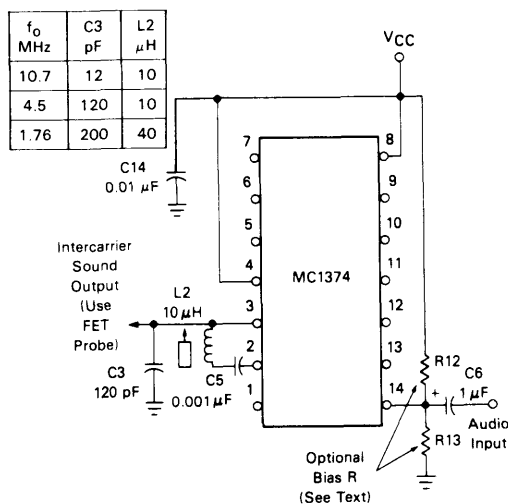 fo MHz C3 pF L2 μH
10.7 12 10
4.5 120 10
1.76 200 40
VCC
C14
0.01 μF
7 8
6 9
5 10
4 11
3 12
2 13
1 14
MC1374
Intercarrier
Sound
Output
(Use
FET
Probe)
L2
10 μH
C3
120 pF
C5
0.001 μF
R12
C6
+
1 μF
Audio
Input
R13
Optional
Bias R
(See Text)